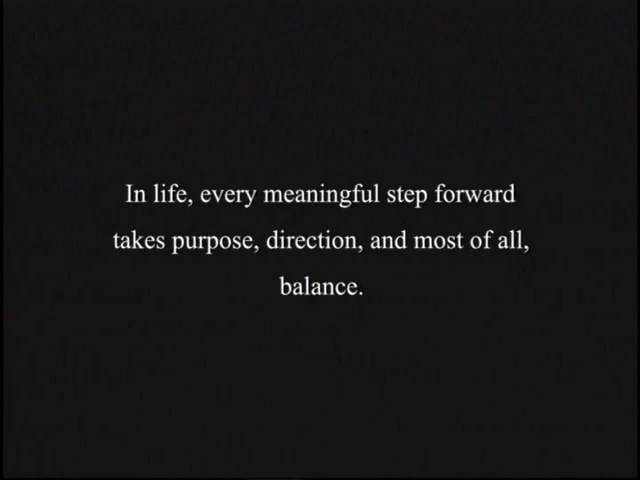 In life, every meaningful step forward
takes purpose, direction, and most of all,
balance.